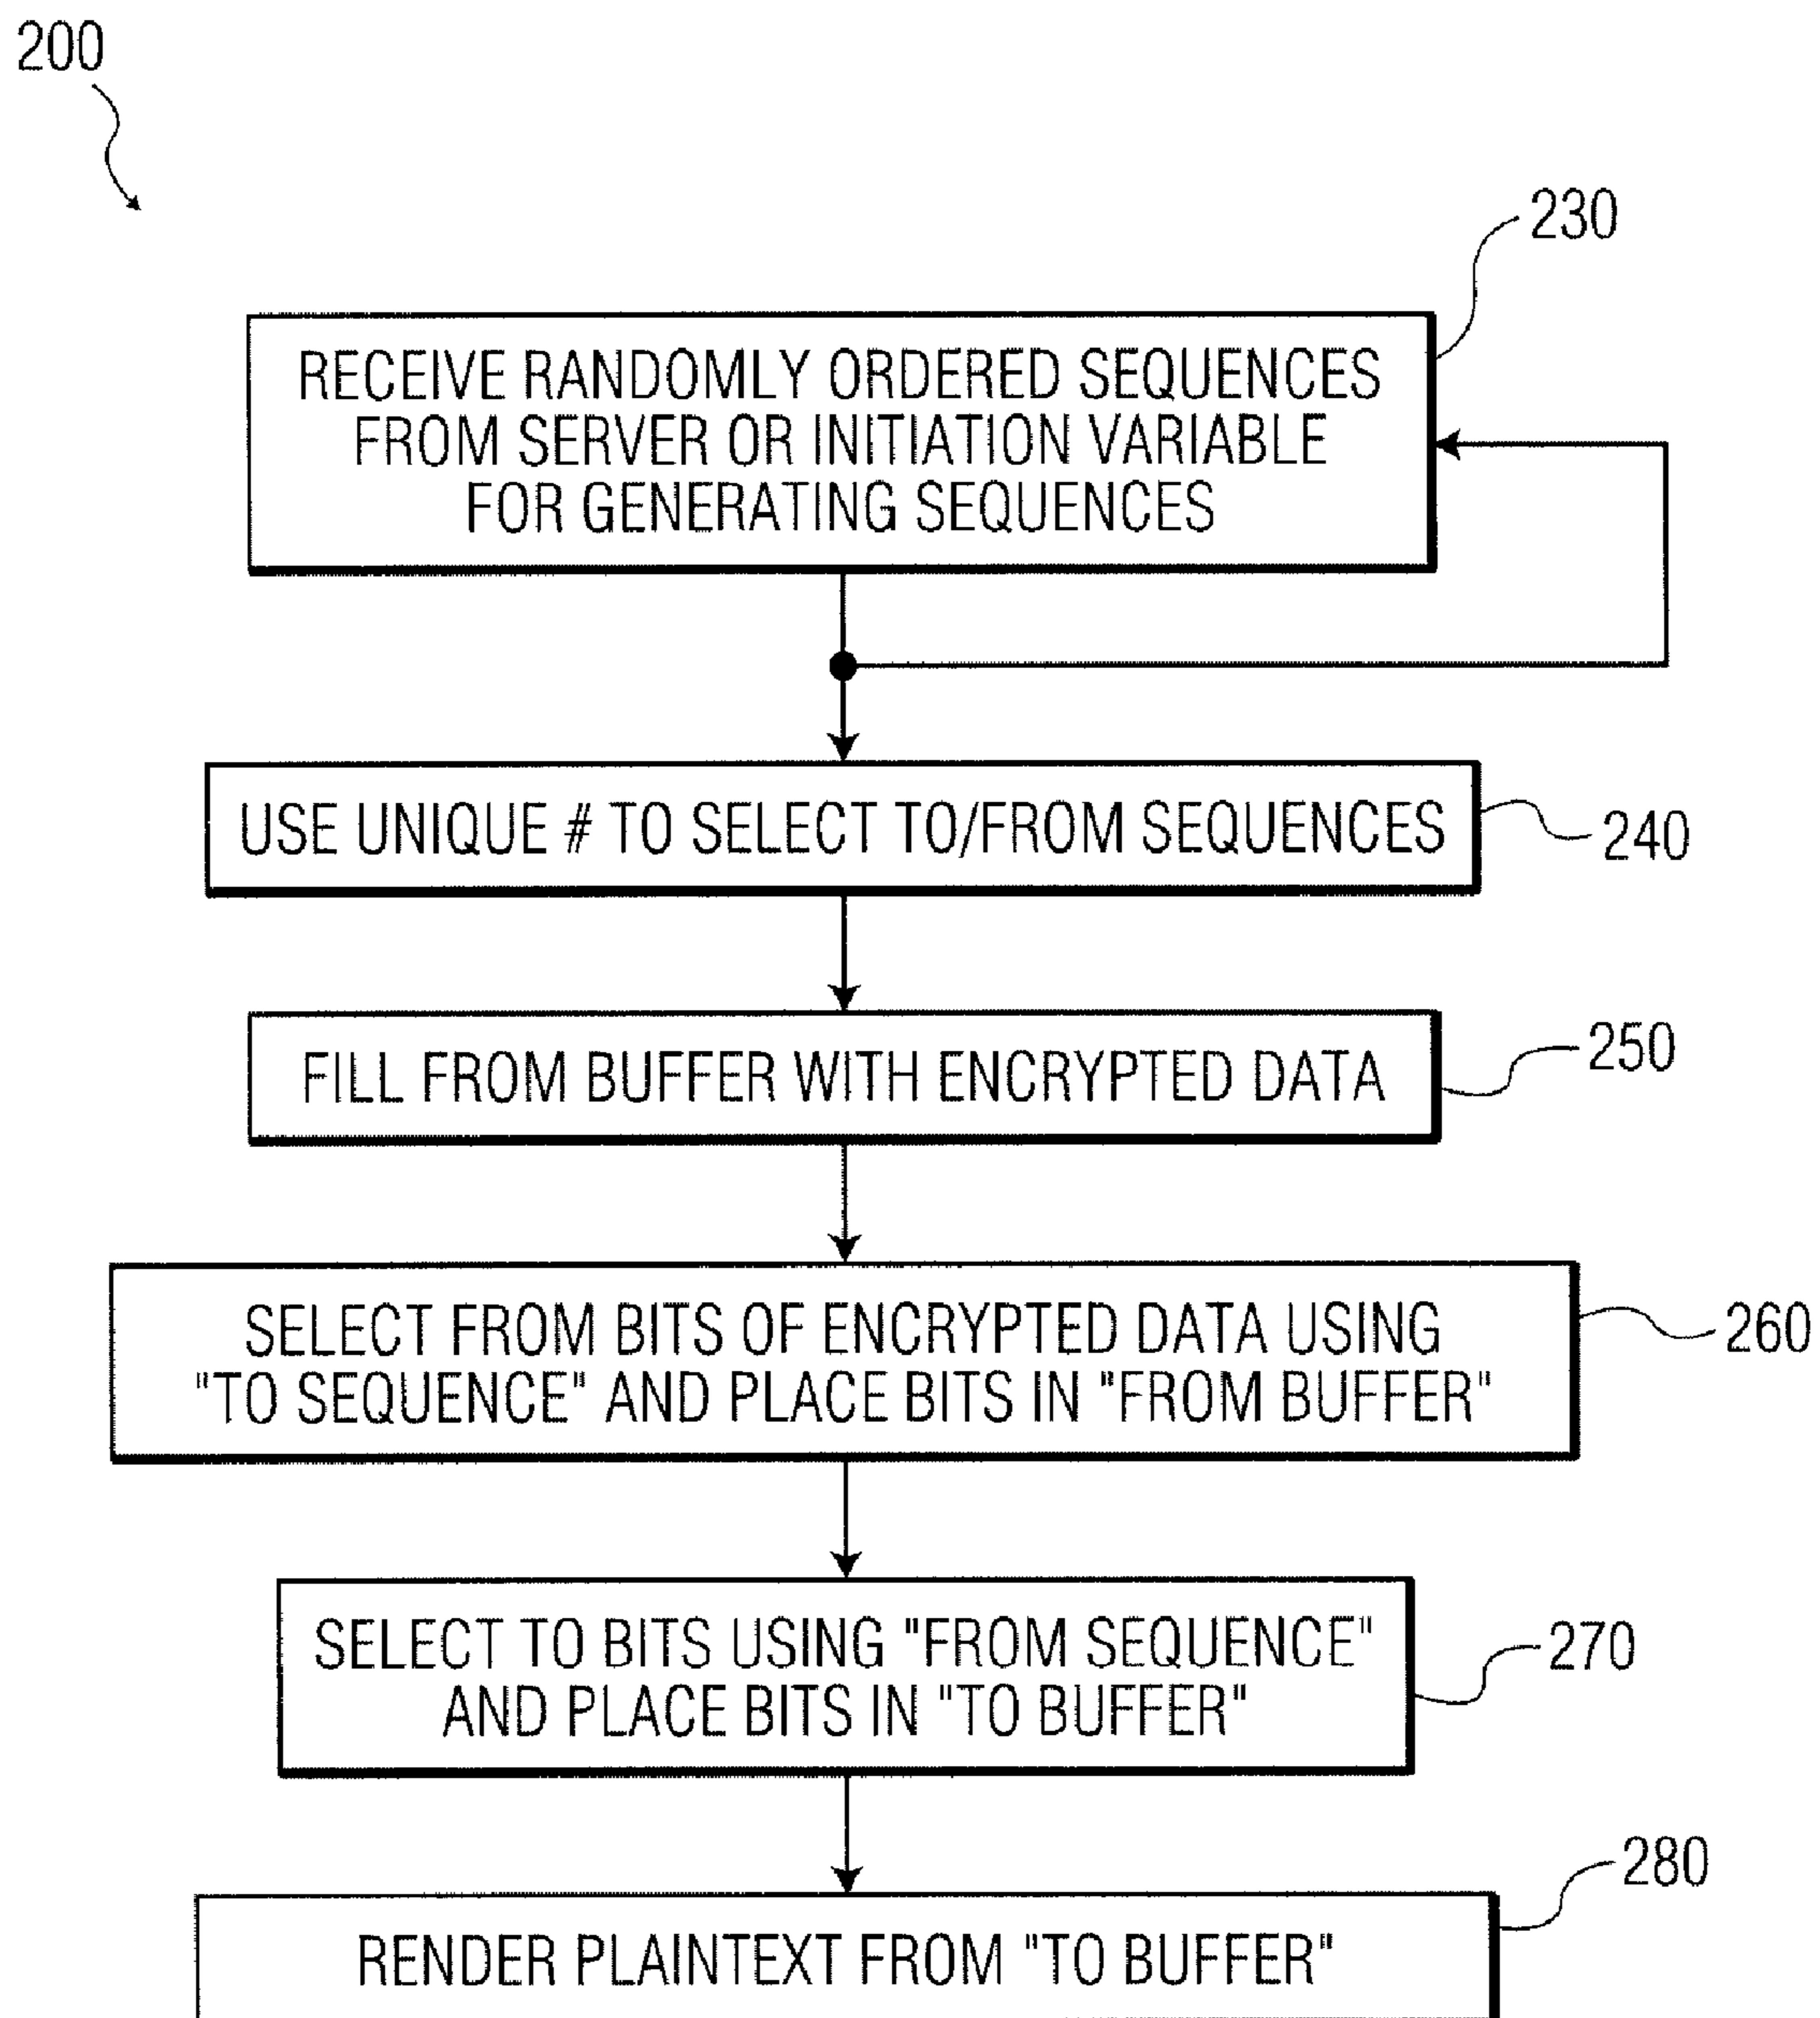 200
230
RECEIVE RANDOMLY ORDERED SEQUENCES
FROM SERVER OR INITIATION VARIABLE
FOR GENERATING SEQUENCES
USE UNIQUE # TO SELECT TO/FROM SEQUENCES
240
FILL FROM BUFFER WITH ENCRYPTED DATA
250
SELECT FROM BITS OF ENCRYPTED DATA USING
"TO SEQUENCE" AND PLACE BITS IN "FROM BUFFER"
260
SELECT TO BITS USING "FROM SEQUENCE"
AND PLACE BITS IN "TO BUFFER"
270
280
RENDER PLAINTEXT FROM "TO BUFFER"